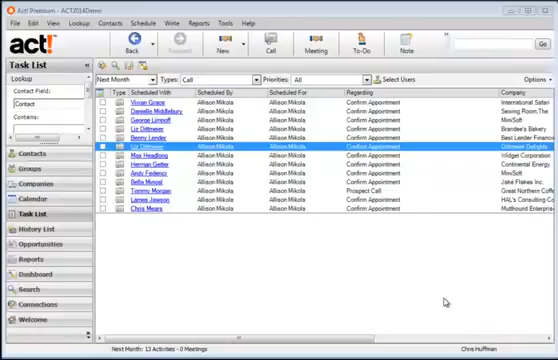 Act! Premium - ACT2014Demo
File Edit View Lookup Contacts Schedule Write Reports Tools Help
act!
Back Forward New Call Meeting To-Do Note Go
Task List
Lookup
Contact Field:
Contact
Contains:
Contacts
Groups
Companies
Calendar
Task List
History List
Opportunities
Reports
Dashboard
Search
Connections
Welcome
Next Month Types: Call Priorities: All Select Users Options
Type Scheduled With Scheduled By Scheduled For Regarding Company
Vivian Grace Allison Mikola Allison Mikola Confirm Appointment International Safari
Danielle Middlebury Allison Mikola Allison Mikola Confirm Appointment Sewing Room,The
George Liminoff Allison Mikola Allison Mikola Confirm Appointment MiniSoft
Liz Dittmeier Allison Mikola Allison Mikola Confirm Appointment Brandee's Bakery
Benny Lender Allison Mikola Allison Mikola Confirm Appointment Best Lender Financ
Liz Dittmeier Allison Mikola Allison Mikola Confirm Appointment Dittmeier Delights
Max Headlong Allison Mikola Allison Mikola Confirm Appointment Widget Corporation
Herman Getter Allison Mikola Allison Mikola Confirm Appointment Continental Energy
Andy Federici Allison Mikola Allison Mikola Confirm Appointment MiniSoft
Bella Allison Mikola Allison Mikola Confirm Appointment Jake Flakes Inc.
Tommy Morgan Allison Mikola Allison Mikola Prospect Call Great Northern Coffee
James Jawson Allison Mikola Allison Mikola Confirm Appointment HAL's Consulting Co
Chris Mears Allison Mikola Allison Mikola Confirm Appointment Mutthound Enterpris
Next Month: 13 Activities - 0 Meetings Chris Huffman